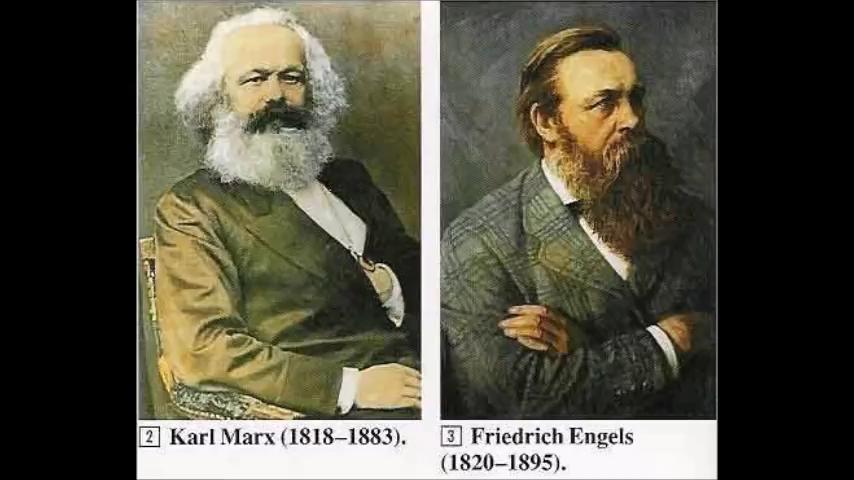 2 Karl Marx (1818–1883).
3 Friedrich Engels
(1820–1895).